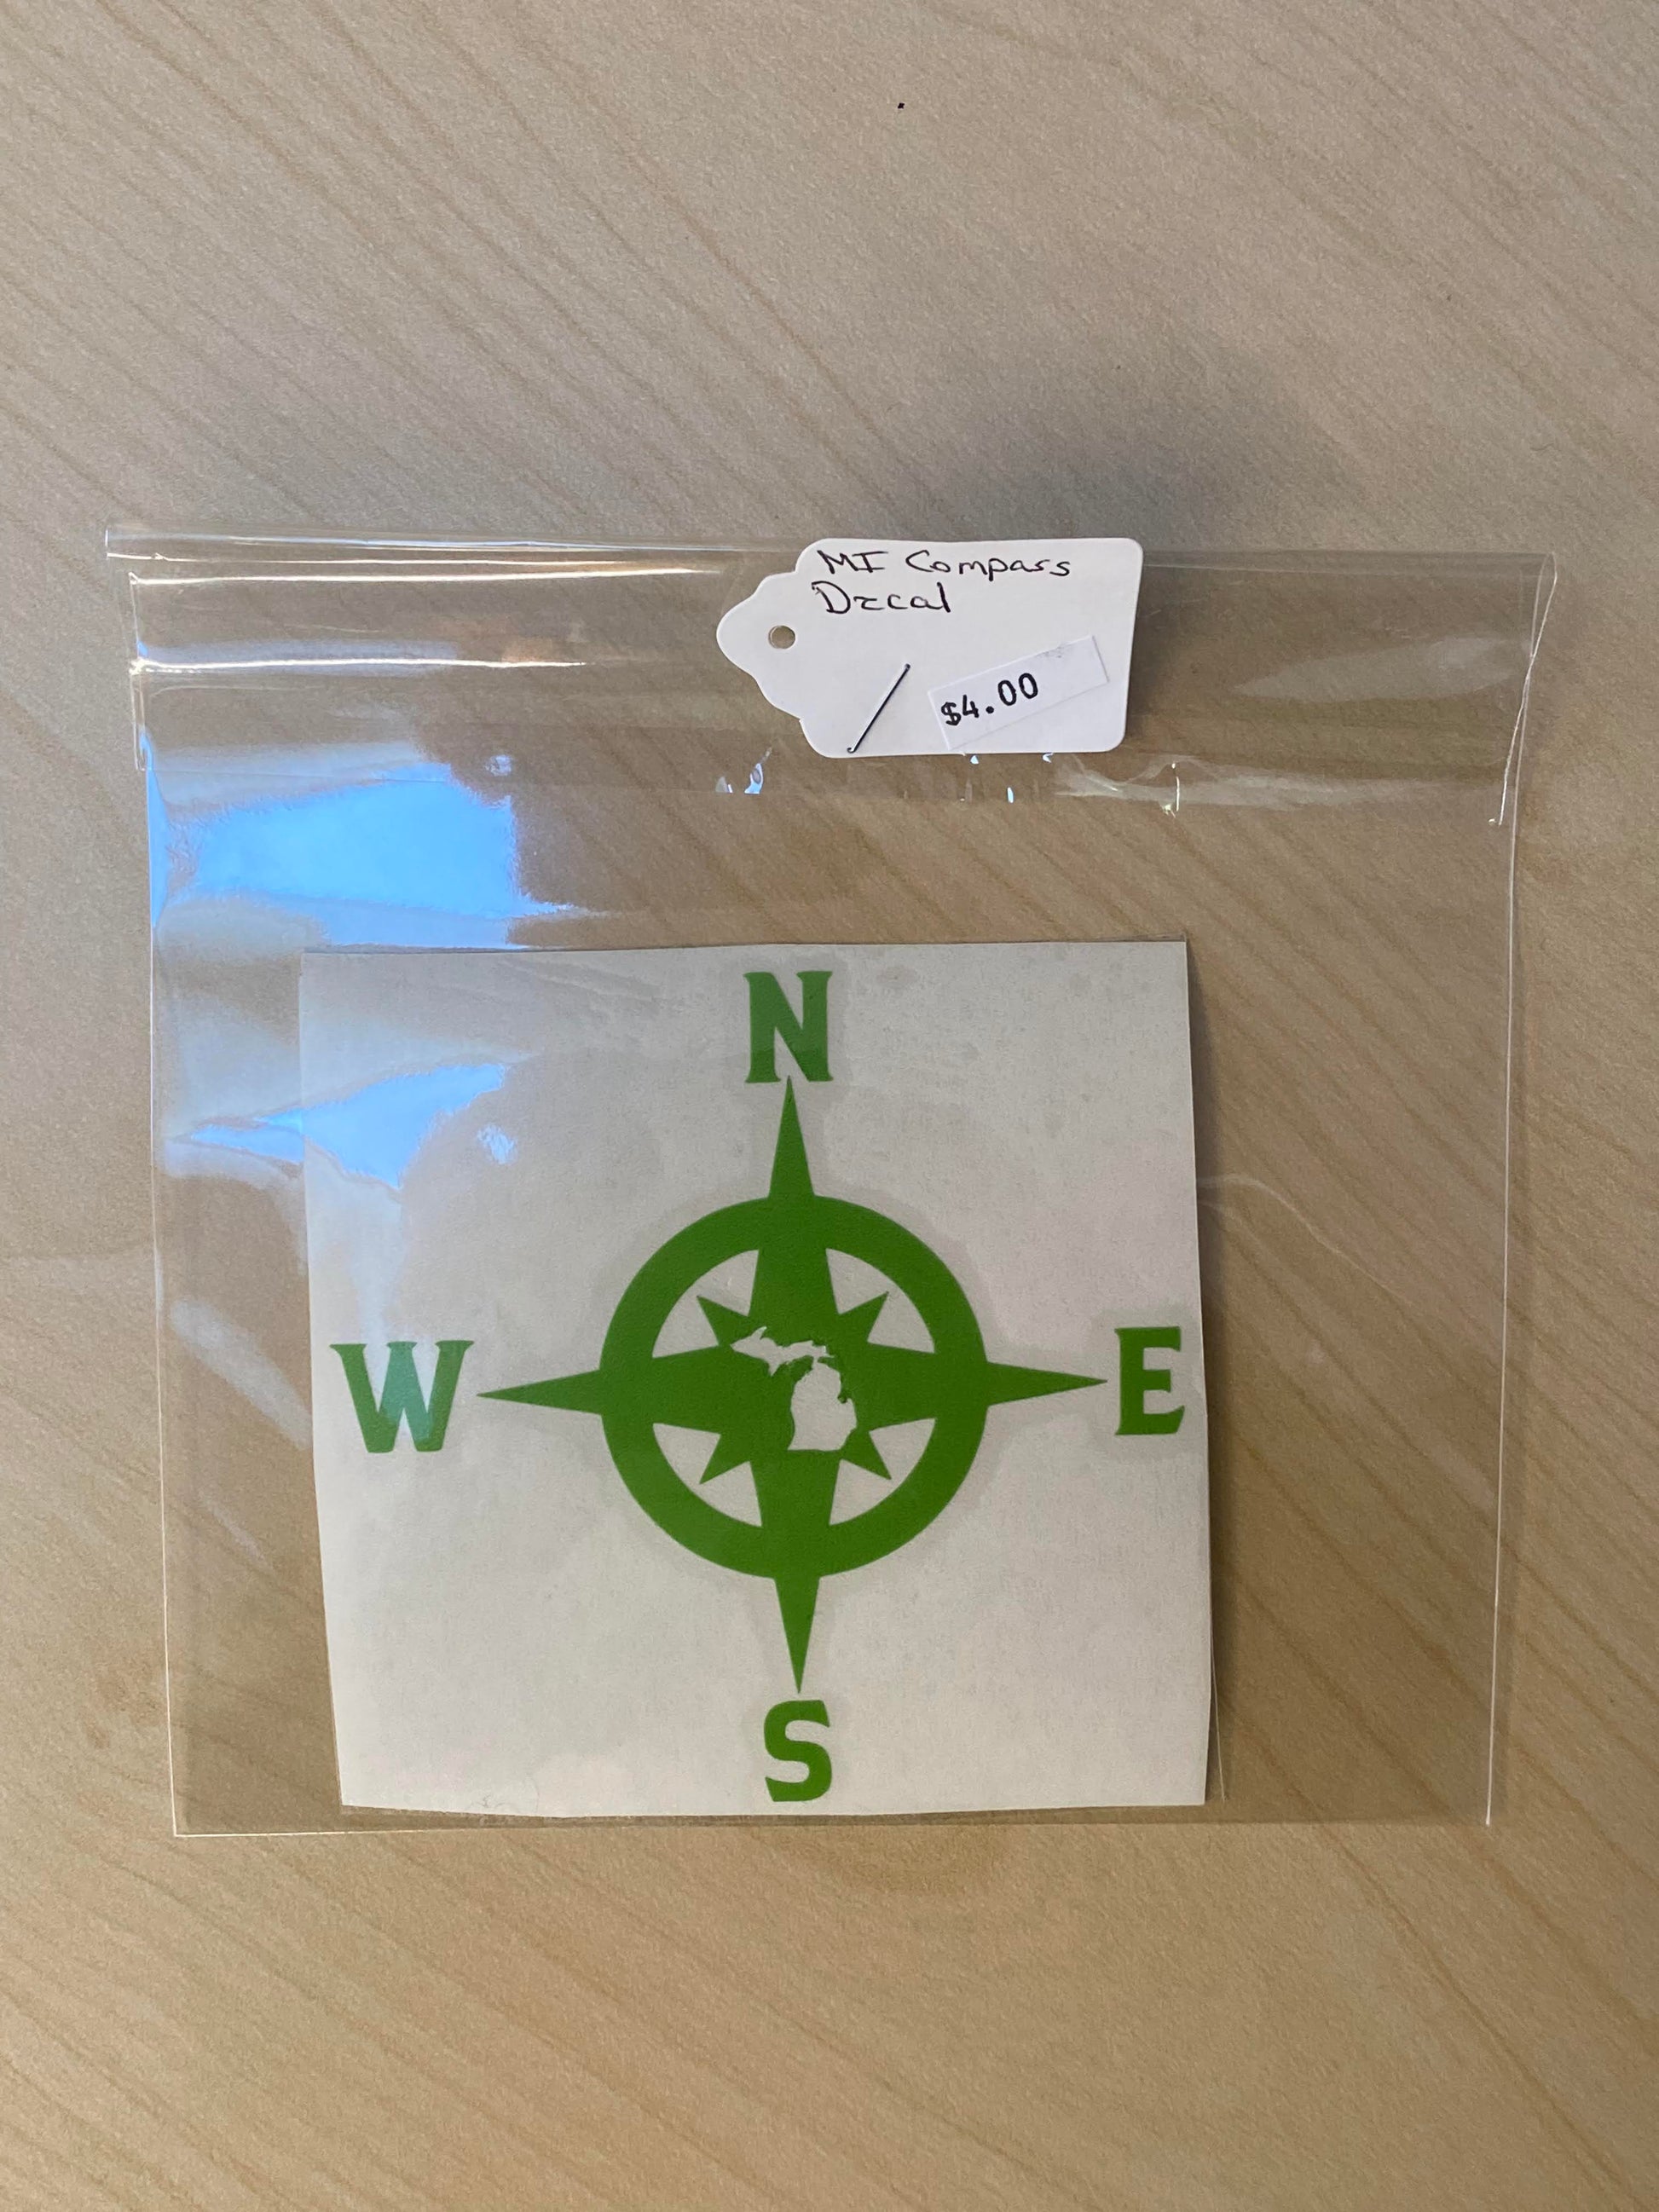 MI Compass
Decal
$4.00
N
W E
S